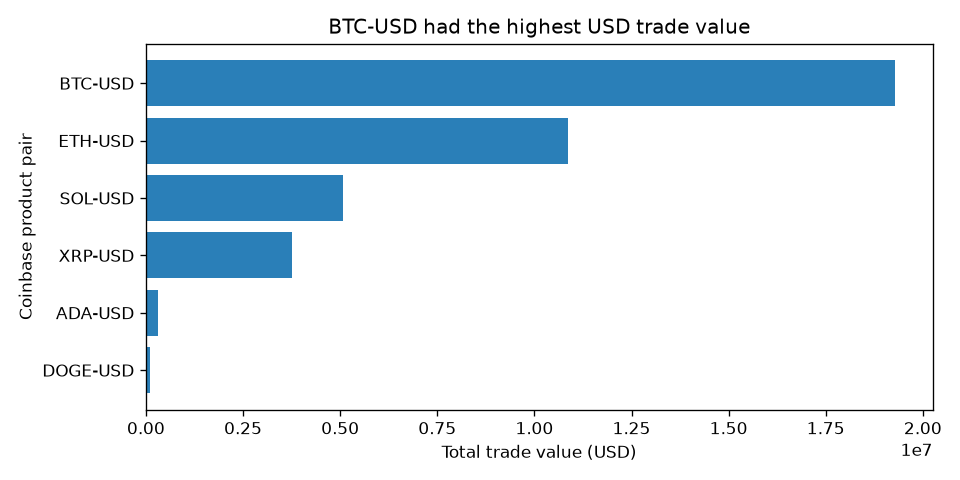 BTC-USD had the highest USD trade value
Coinbase product pair
BTC-USD
ETH-USD
SOL-USD
XRP-USD
ADA-USD
DOGE-USD
0.00 0.25 0.50 0.75 1.00 1.25 1.50 1.75 2.00
1e7
Total trade value (USD)